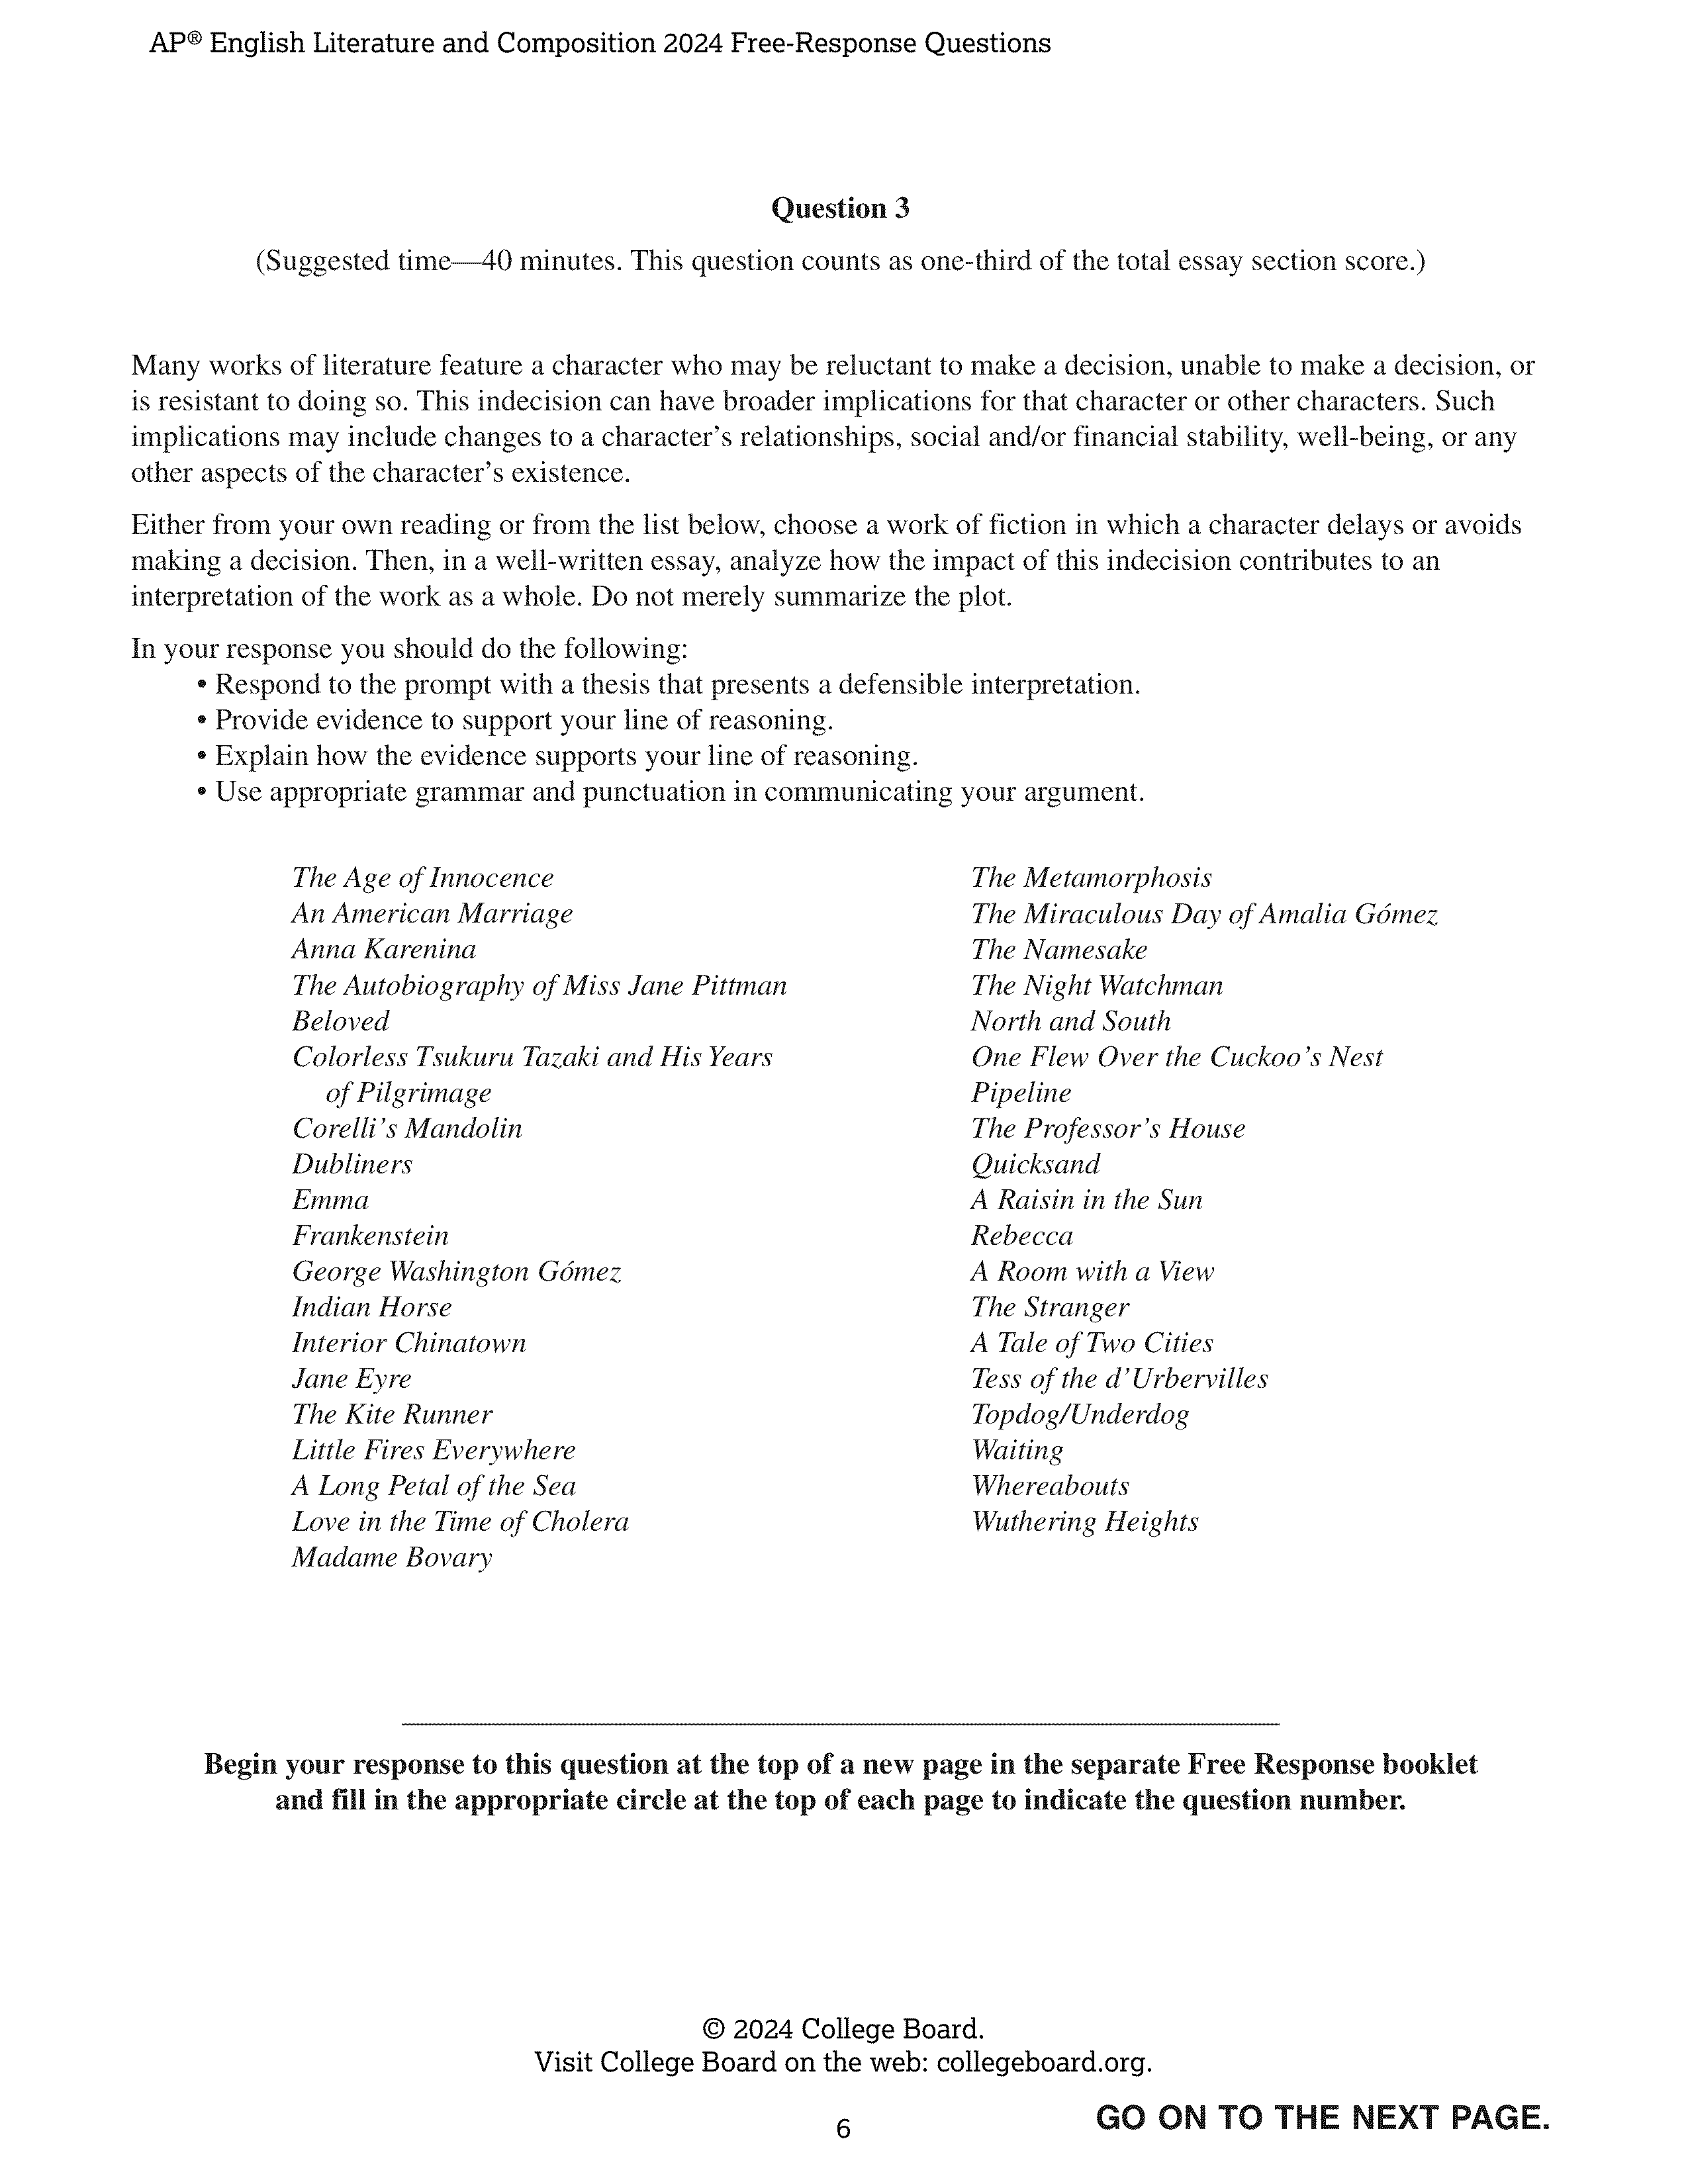 AP® English Literature and Composition 2024 Free-Response Questions
Question 3
(Suggested time—40 minutes. This question counts as one-third of the total essay section score.)
Many works of literature feature a character who may be reluctant to make a decision, unable to make a decision, or
is resistant to doing so. This indecision can have broader implications for that character or other characters. Such
implications may include changes to a character's relationships, social and/or financial stability, well-being, or any
other aspects of the character's existence.
Either from your own reading or from the list below, choose a work of fiction in which a character delays or avoids
making a decision. Then, in a well-written essay, analyze how the impact of this indecision contributes to an
interpretation of the work as a whole. Do not merely summarize the plot.
In your response you should do the following:
• Respond to the prompt with a thesis that presents a defensible interpretation.
• Provide evidence to support your line of reasoning.
• Explain how the evidence supports your line of reasoning.
• Use appropriate grammar and punctuation in communicating your argument.
The Age of Innocence
An American Marriage
Anna Karenina
The Autobiography of Miss Jane Pittman
Beloved
Colorless Tsukuru Tazaki and His Years
of Pilgrimage
Corelli's Mandolin
Dubliners
Emma
Frankenstein
George Washington Gómez
Indian Horse
Interior Chinatown
Jane Eyre
The Kite Runner
Little Fires Everywhere
A Long Petal of the Sea
Love in the Time of Cholera
Madame Bovary
The Metamorphosis
The Miraculous Day of Amalia Gómez
The Namesake
The Night Watchman
North and South
One Flew Over the Cuckoo's Nest
Pipeline
The Professor's House
Quicksand
A Raisin in the Sun
Rebecca
A Room with a View
The Stranger
A Tale of Two Cities
Tess of the d'Urbervilles
Topdog/Underdog
Waiting
Whereabouts
Wuthering Heights
Begin your response to this question at the top of a new page in the separate Free Response booklet
and fill in the appropriate circle at the top of each page to indicate the question number.
© 2024 College Board.
Visit College Board on the web: collegeboard.org.
6
GO ON TO THE NEXT PAGE.